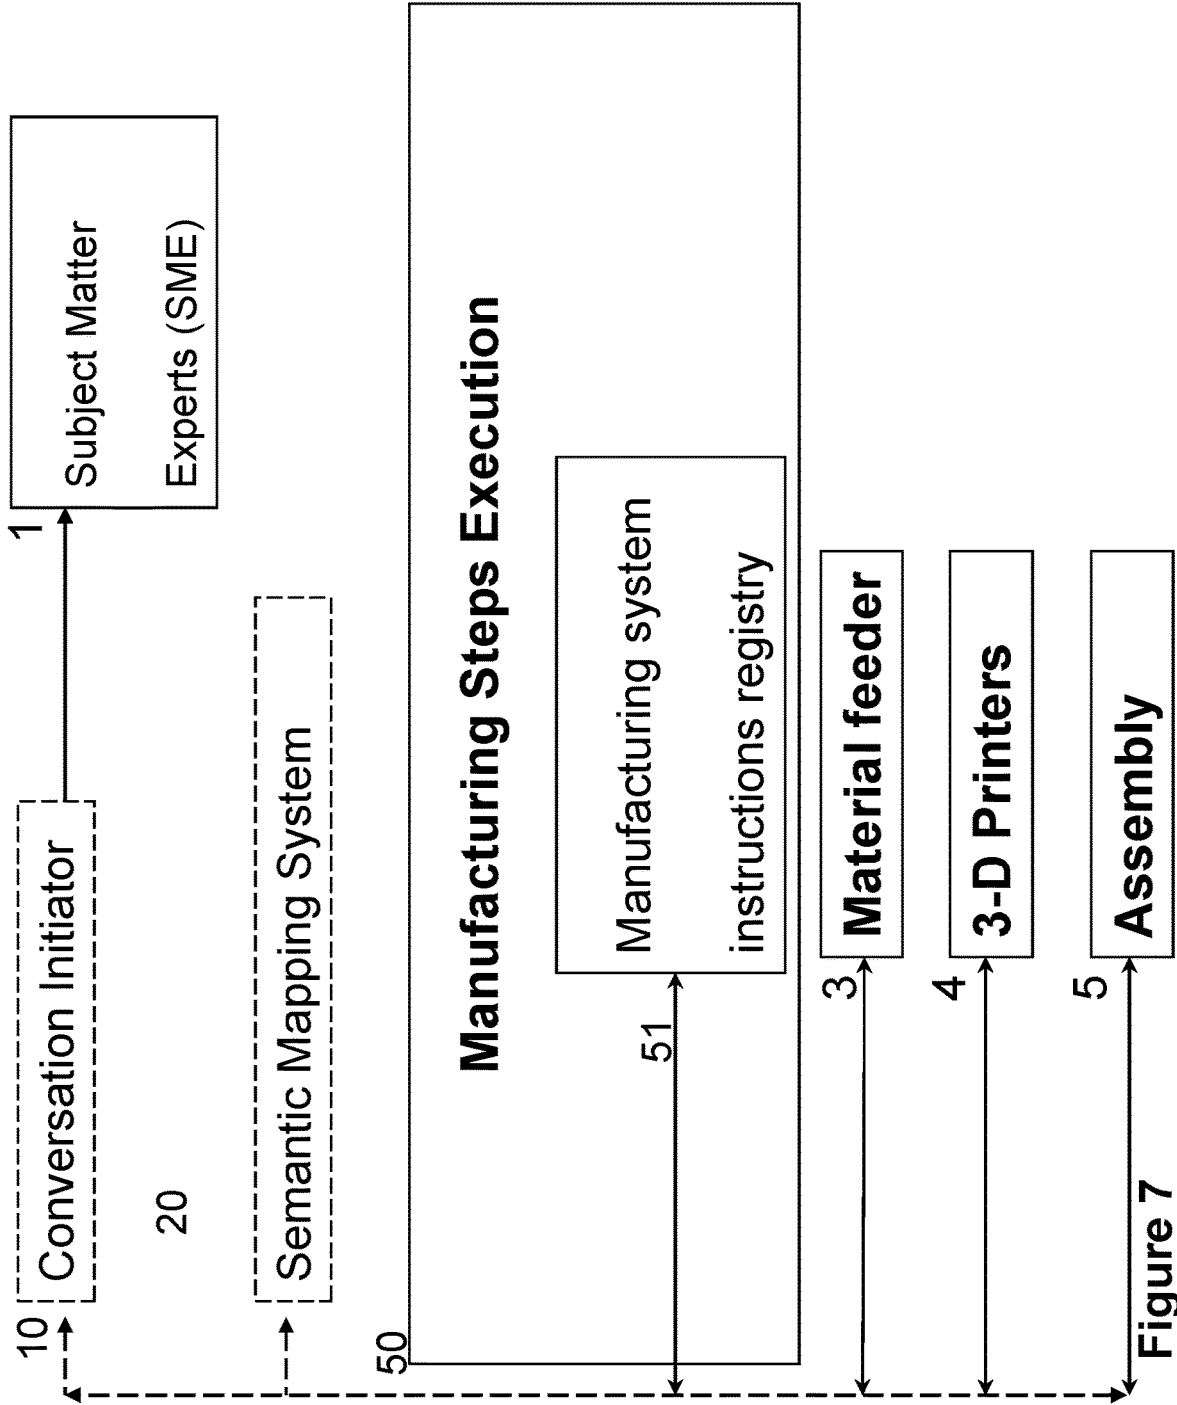 10
Conversation Initiator
1
Subject Matter
Experts (SME)
20
Semantic Mapping System
50
Manufacturing Steps Execution
51
Manufacturing system
instructions registry
3
Material feeder
4
3-D Printers
5
Assembly
Figure 7